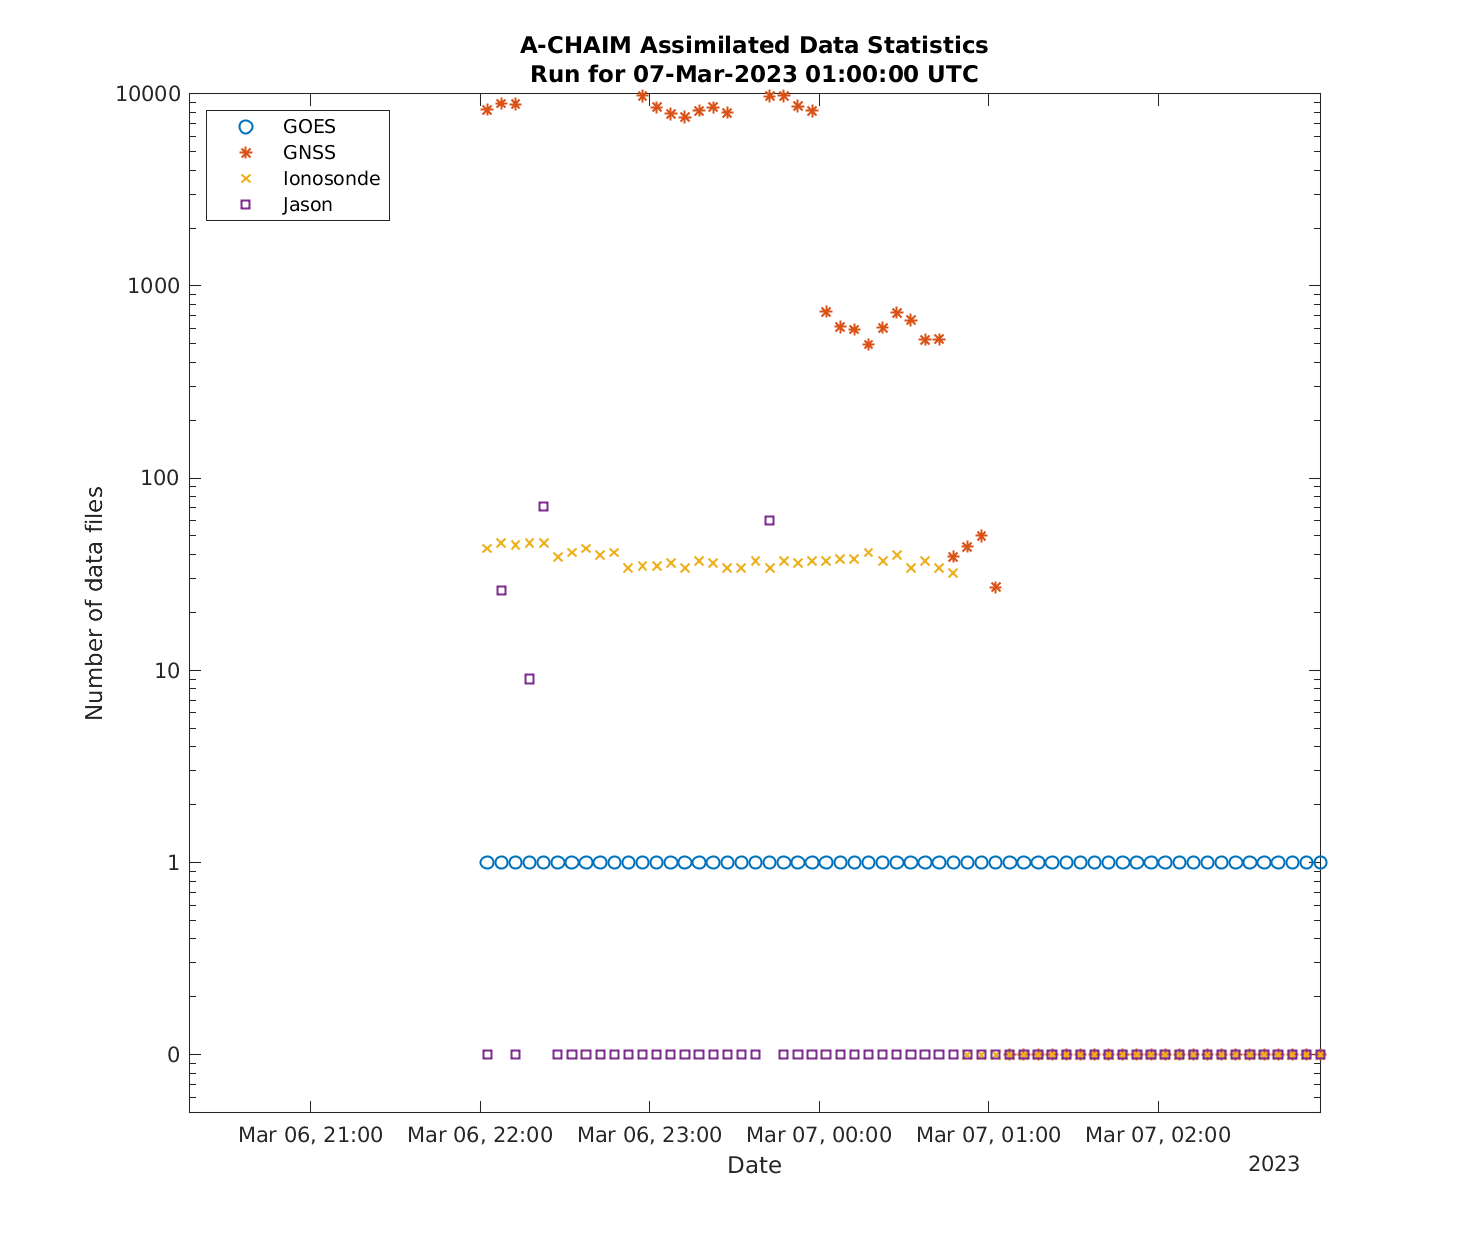 A-CHAIM Assimilated Data Statistics
Run for 07-Mar-2023 01:00:00 UTC
10000
1000
100
10
1
0
GOES
GNSS
Ionosonde
Jason
Number of data files
Mar 06, 21:00
Mar 06, 22:00
Mar 06, 23:00
Mar 07, 00:00
Mar 07, 01:00
Mar 07, 02:00
Date
2023